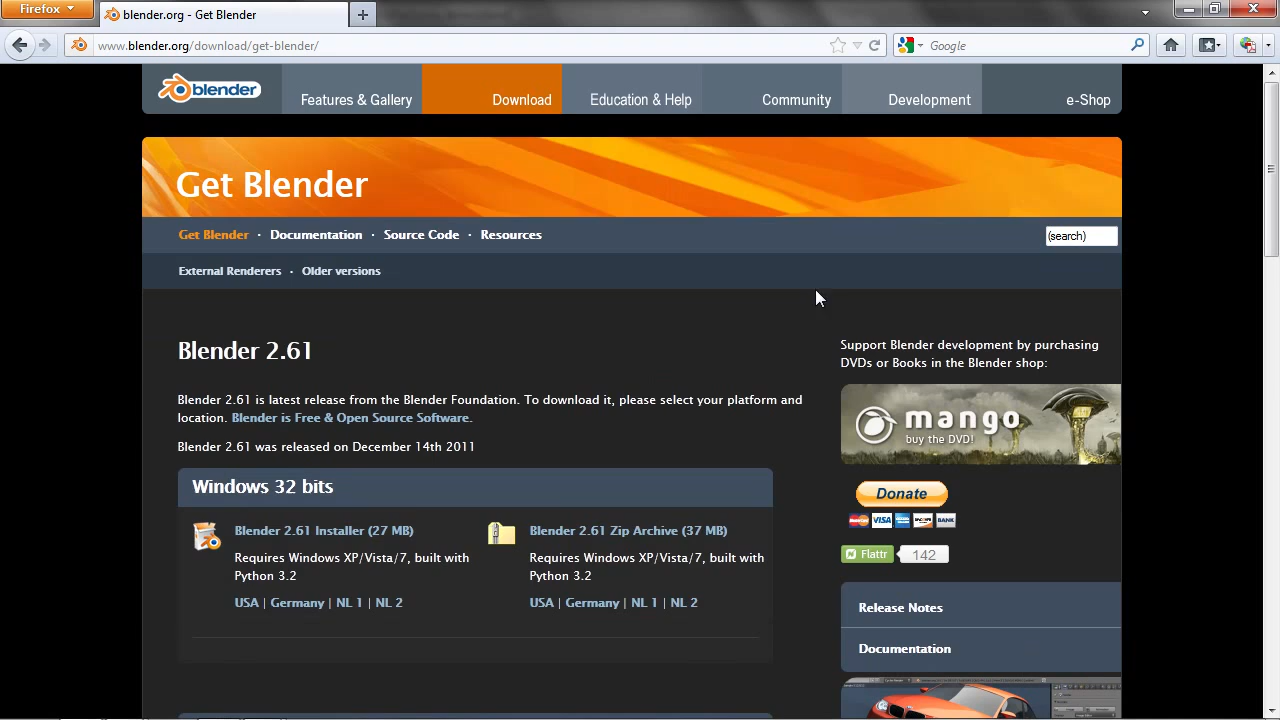 Firefox
blender.org - Get Blender
www.blender.org/download/get-blender/
Google
blender
Features & Gallery
Download
Education & Help
Community
Development
e-Shop
Get Blender
Get Blender · Documentation · Source Code · Resources
(search)
External Renderers · Older versions
Blender 2.61
Blender 2.61 is latest release from the Blender Foundation. To download it, please select your platform and
location. Blender is Free & Open Source Software.
Blender 2.61 was released on December 14th 2011
Windows 32 bits
Blender 2.61 Installer (27 MB)
Requires Windows XP/Vista/7, built with
Python 3.2
USA | Germany | NL 1 | NL 2
Blender 2.61 Zip Archive (37 MB)
Requires Windows XP/Vista/7, built with
Python 3.2
USA | Germany | NL 1 | NL 2
Support Blender development by purchasing
DVDs or Books in the Blender shop:
mango
buy the DVD!
Donate
VISA
BANK
Flattr
142
Release Notes
Documentation